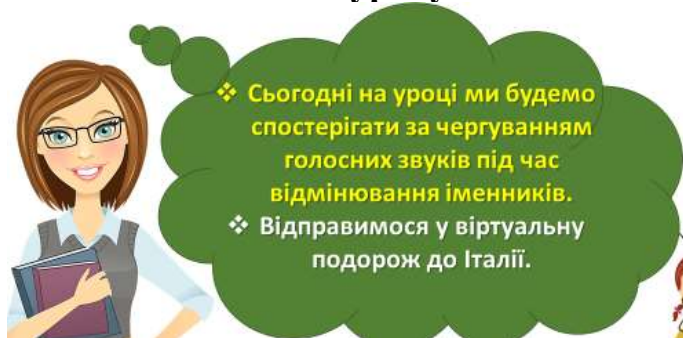 ❖ Сьогодні на уроці ми будемо
спостерігати за чергуванням
голосних звуків під час
відмінювання іменників.
❖ Відправимося у віртуальну
подорож до Італії.